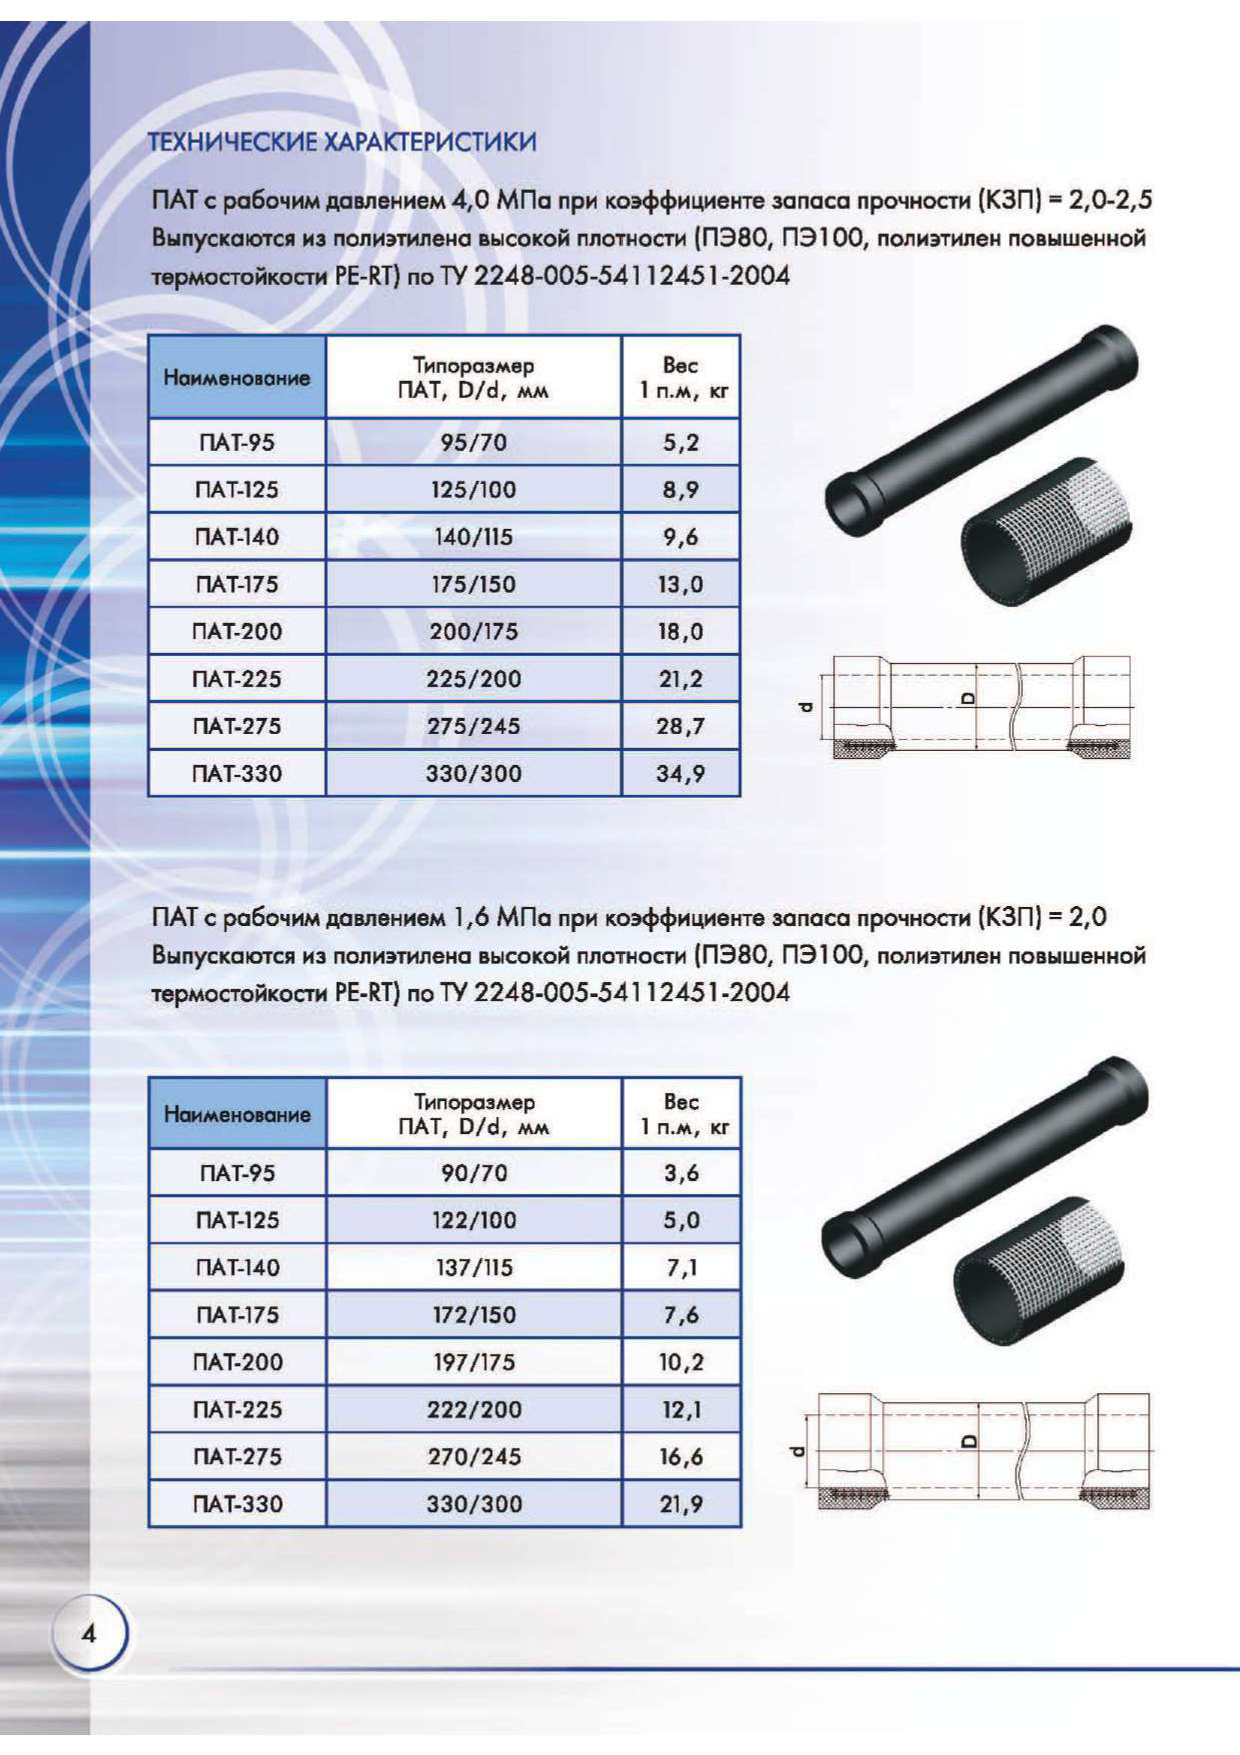 ТЕХНИЧЕСКИЕ ХАРАКТЕРИСТИКИ
ПАТ с рабочим давлением 4,0 МПа при коэффициенте запаса прочности (КЗП) = 2,0-2,5
Выпускаются из полиэтилена высокой плотности (ПЭ80, ПЭ100, полиэтилен повышенной
термостойкости PE-RT) по ТУ 2248-005-54112451-2004
Наименование Типоразмер ПАТ, D/d, мм Вес 1 п.м, кг
ПАТ-95 95/70 5,2
ПАТ-125 125/100 8,9
ПАТ-140 140/115 9,6
ПАТ-175 175/150 13,0
ПАТ-200 200/175 18,0
ПАТ-225 225/200 21,2
ПАТ-275 275/245 28,7
ПАТ-330 330/300 34,9
d D
ПАТ с рабочим давлением 1,6 МПа при коэффициенте запаса прочности (КЗП) = 2,0
Выпускаются из полиэтилена высокой плотности (ПЭ80, ПЭ100, полиэтилен повышенной
термостойкости PE-RT) по ТУ 2248-005-54112451-2004
Наименование Типоразмер ПАТ, D/d, мм Вес 1 п.м, кг
ПАТ-95 90/70 3,6
ПАТ-125 122/100 5,0
ПАТ-140 137/115 7,1
ПАТ-175 172/150 7,6
ПАТ-200 197/175 10,2
ПАТ-225 222/200 12,1
ПАТ-275 270/245 16,6
ПАТ-330 330/300 21,9
d D
4